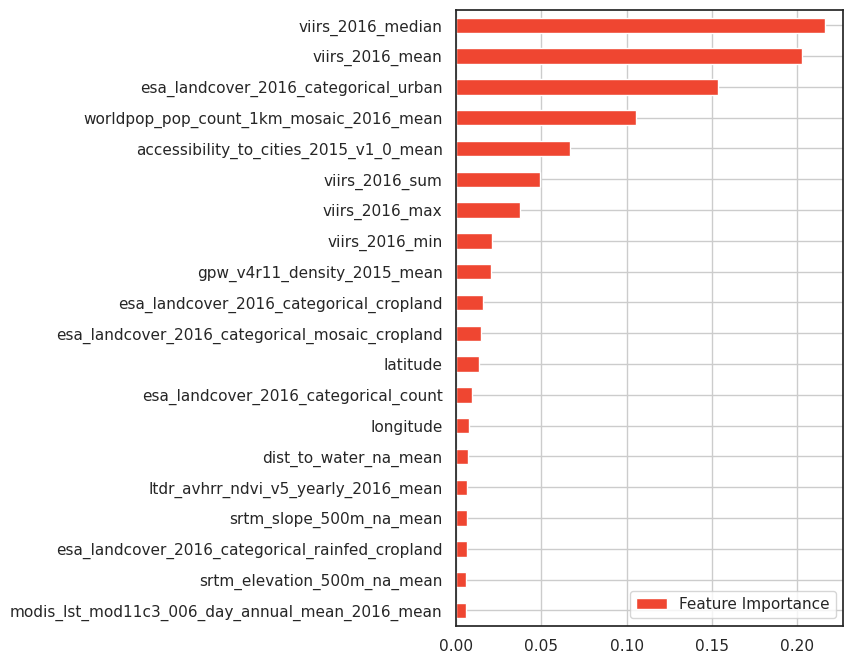 viirs_2016_median
viirs_2016_mean
esa_landcover_2016_categorical_urban
worldpop_pop_count_1km_mosaic_2016_mean
accessibility_to_cities_2015_v1_0_mean
viirs_2016_sum
viirs_2016_max
viirs_2016_min
gpw_v4r11_density_2015_mean
esa_landcover_2016_categorical_cropland
esa_landcover_2016_categorical_mosaic_cropland
latitude
esa_landcover_2016_categorical_count
longitude
dist_to_water_na_mean
ltdr_avhrr_ndvi_v5_yearly_2016_mean
srtm_slope_500m_na_mean
esa_landcover_2016_categorical_rainfed_cropland
srtm_elevation_500m_na_mean
modis_lst_mod11c3_006_day_annual_mean_2016_mean
Feature Importance
0.00 0.05 0.10 0.15 0.20